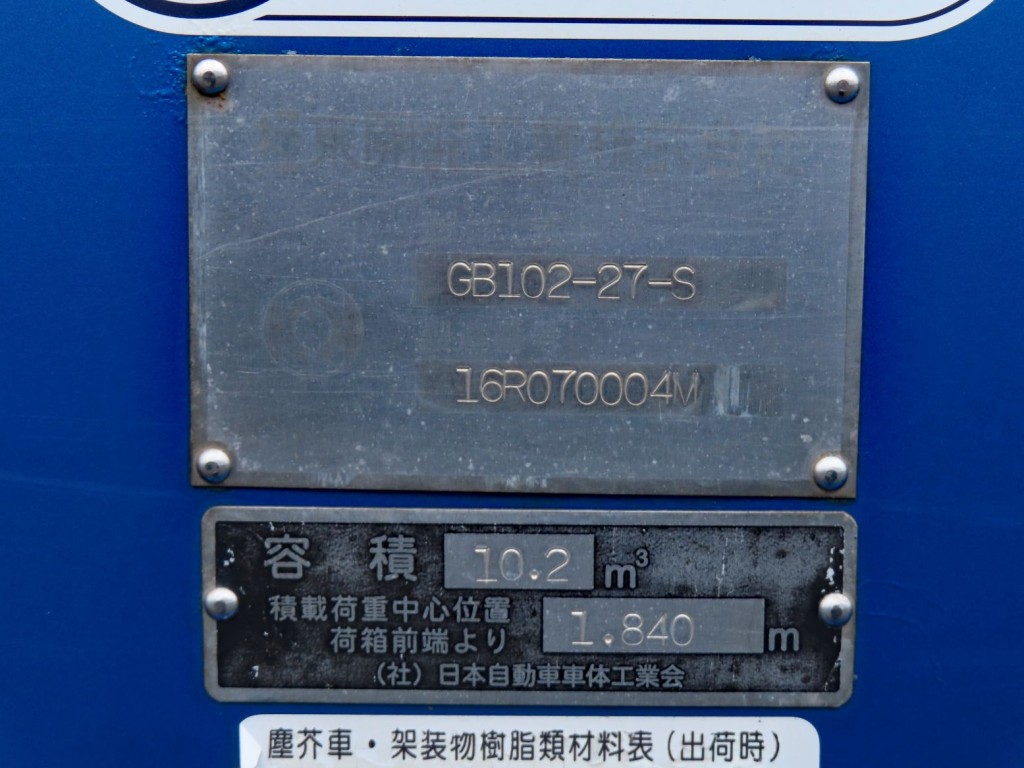 GB102-27-S
16R070004M
容積 10.2 m³
積載荷重中心位置
荷箱前端より 1.840 m
(社)日本自動車車体工業会
塵芥車・架装物樹脂類材料表(出荷時)